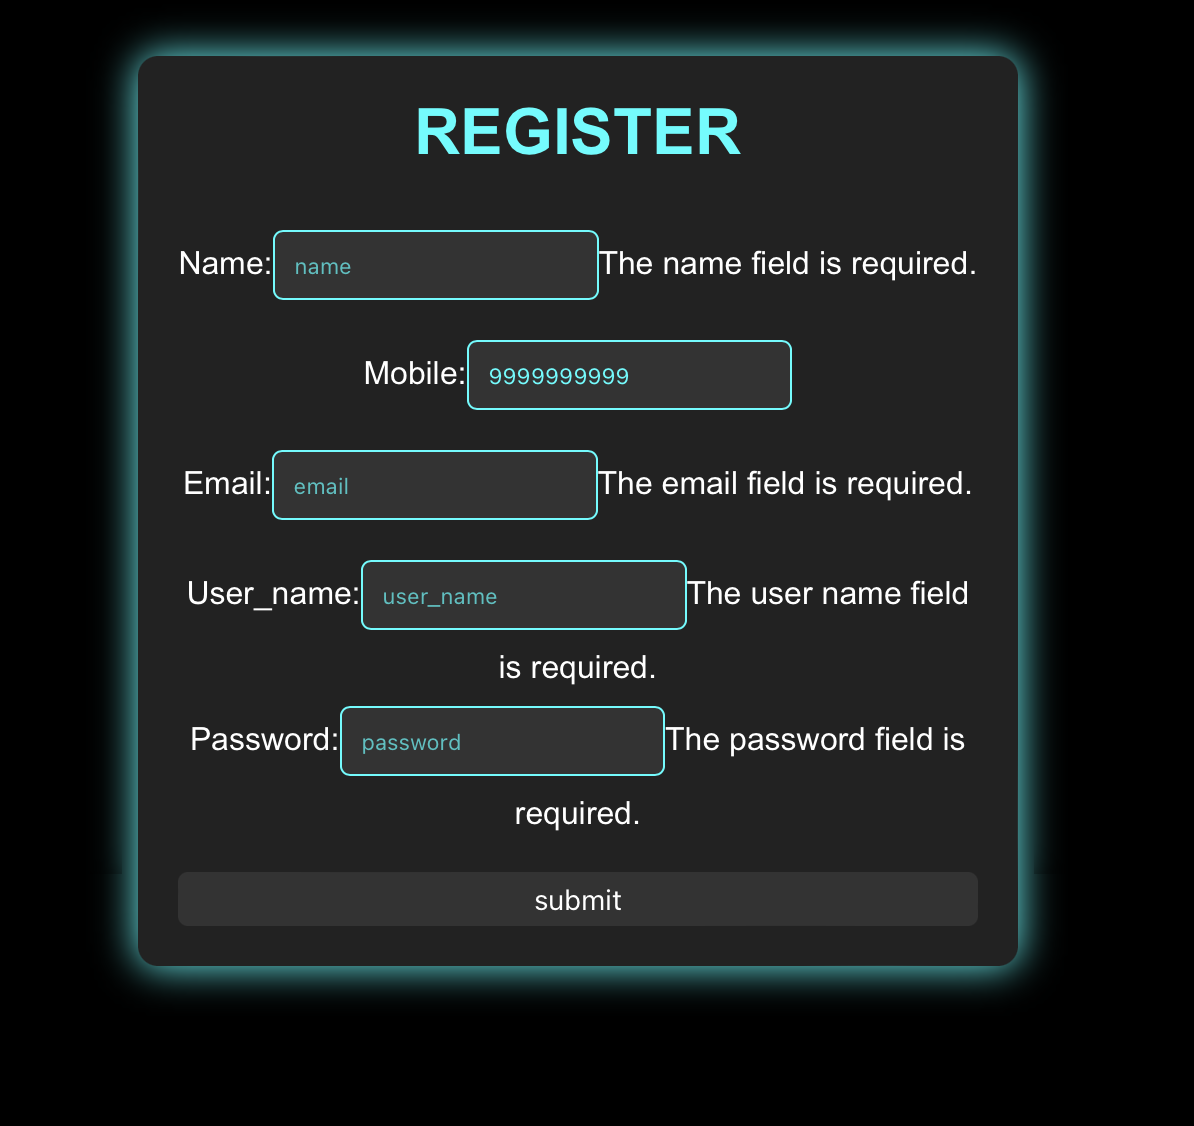 REGISTER
Name: name The name field is required.
Mobile: 9999999999
Email: email The email field is required.
User_name: user_name The user name field
is required.
Password: password The password field is
required.
submit